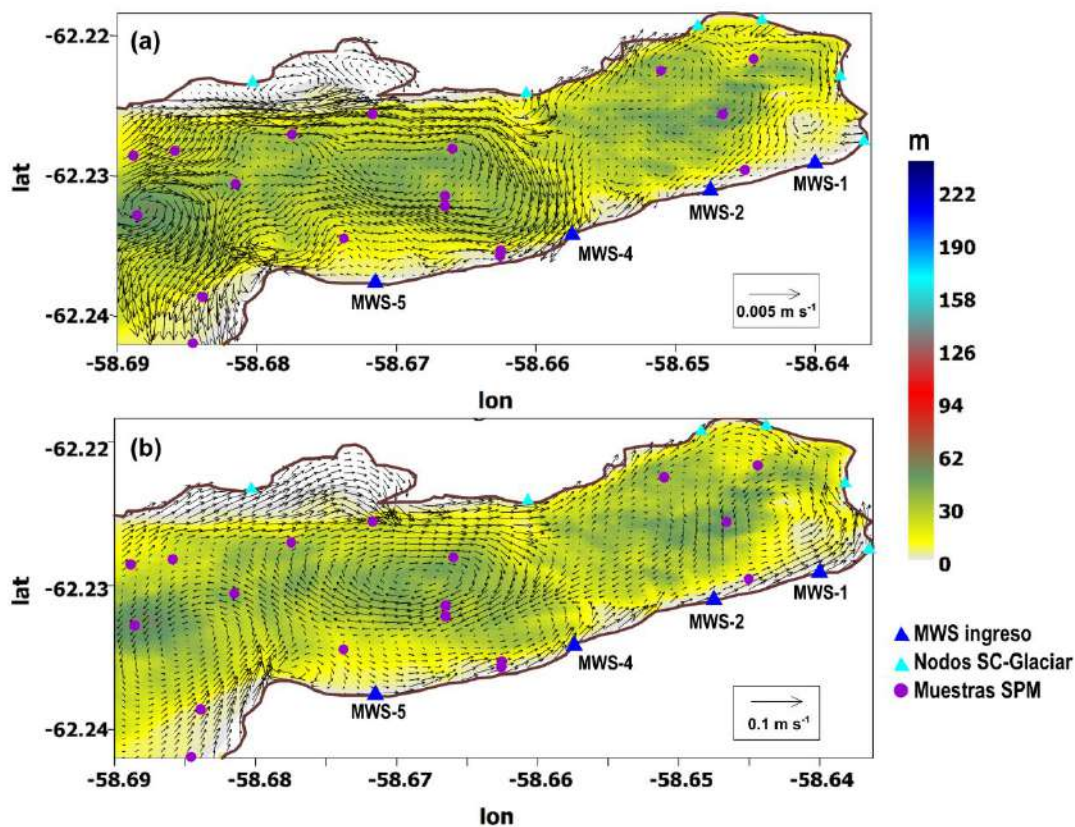 (a)
-62.22
-62.23
-62.24
lat
MWS-1
MWS-2
MWS-4
MWS-5
0.005 m s⁻¹
-58.69 -58.68 -58.67 -58.66 -58.65 -58.64
lon
(b)
-62.22
-62.23
-62.24
lat
MWS-1
MWS-2
MWS-4
MWS-5
0.1 m s⁻¹
-58.69 -58.68 -58.67 -58.66 -58.65 -58.64
lon
m
222
190
158
126
94
62
30
0
MWS ingreso
Nodos SC-Glaciar
Muestras SPM